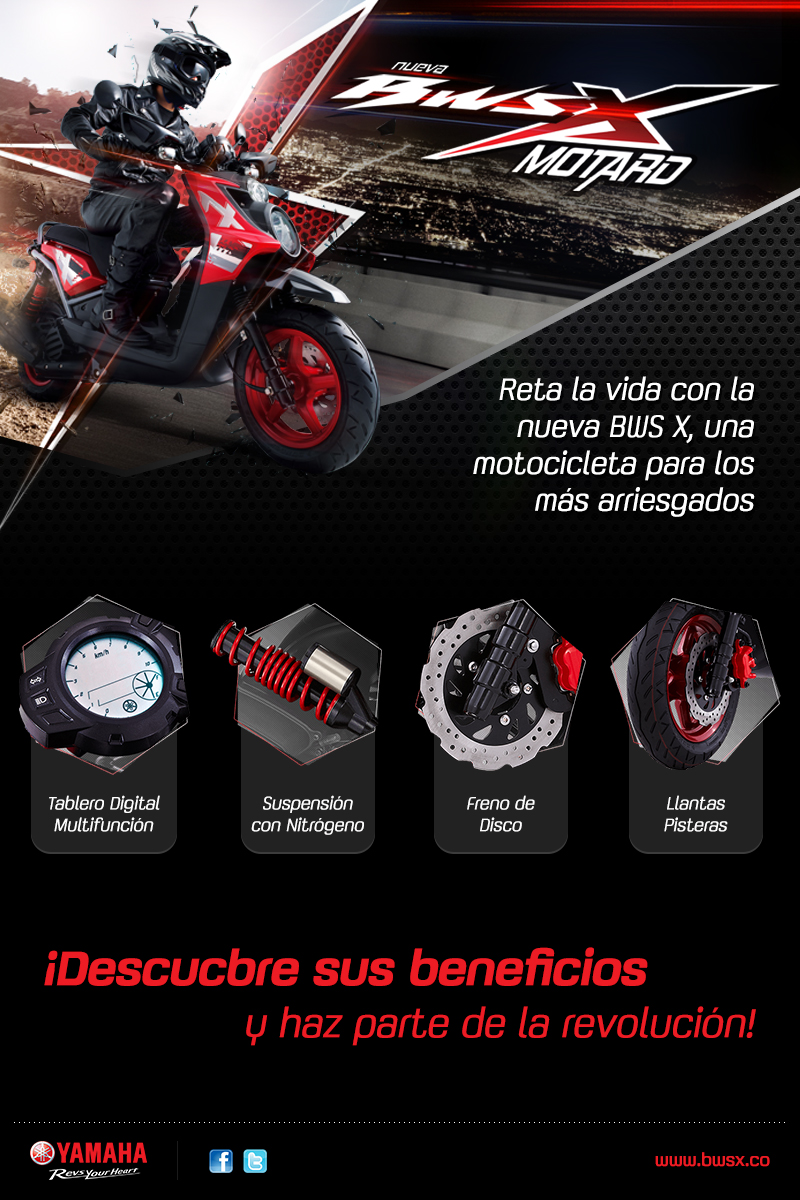 nueva
BWSX
MOTARD
Reta la vida con la
nueva BWS X, una
motocicleta para los
más arriesgados
km/h
Tablero Digital
Multifunción
Suspensión
con Nitrógeno
Freno de
Disco
Llantas
Pisteras
¡Descucbre sus beneficios
y haz parte de la revolución!
YAMAHA
Revs Your Heart
www.bwsx.co